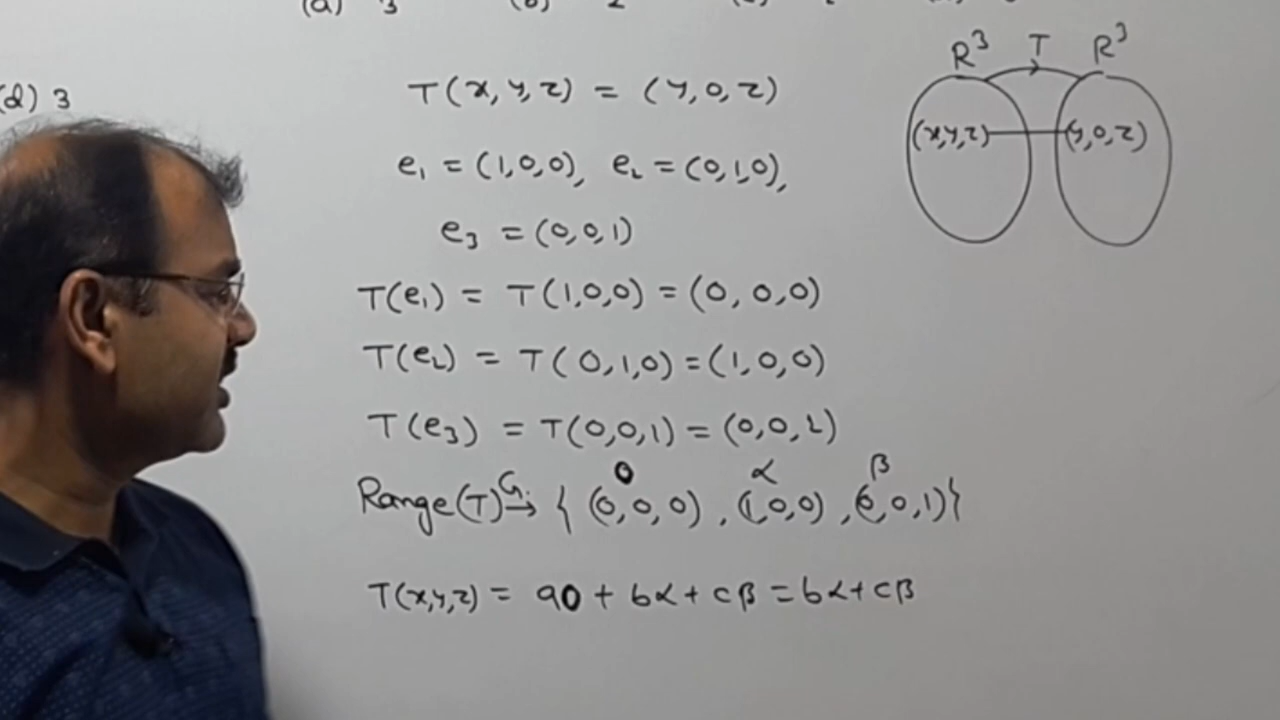 (a) 3 (b) 2
(d) 3
T(x,y,z) = (y,0,z)
e₁ = (1,0,0), e₂ = (0,1,0),
e₃ = (0,0,1)
T(e₁) = T(1,0,0) = (0,0,0)
T(e₂) = T(0,1,0) = (1,0,0)
T(e₃) = T(0,0,1) = (0,0,1)
0 α β
Range(T) G.→ { (0,0,0), (1,0,0), (0,0,1)}
T(x,y,z) = a0 + bα + cβ = bα + cβ
R³ T R³
(x,y,z) (y,0,z)